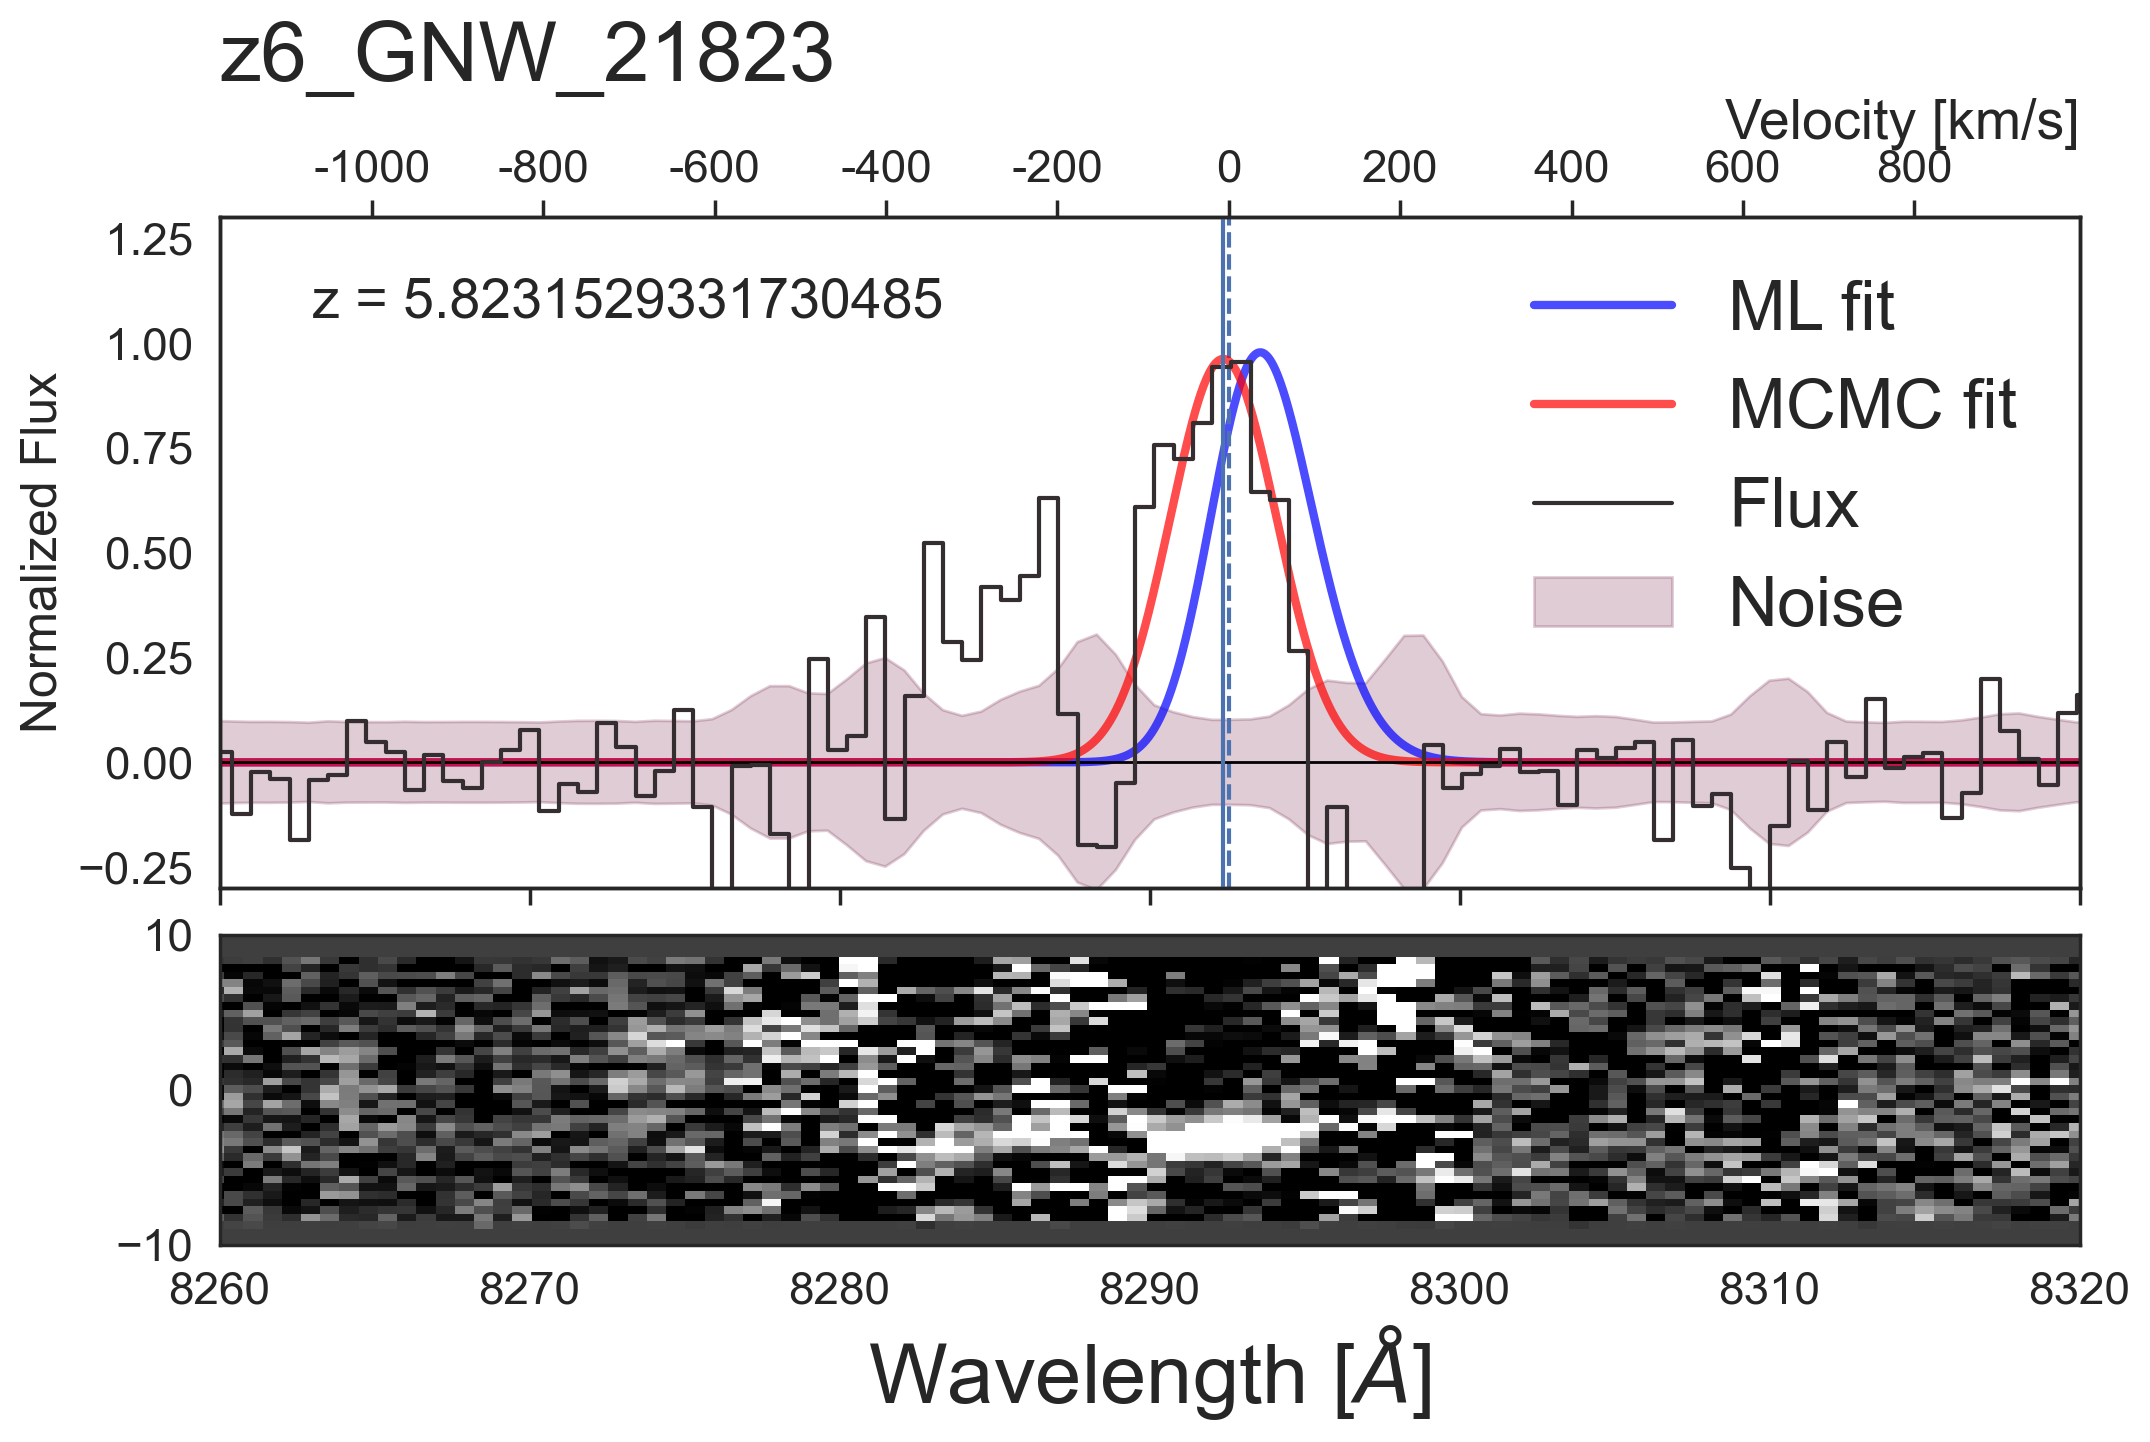 z6_GNW_21823
Velocity [km/s]
-1000 -800 -600 -400 -200 0 200 400 600 800
1.25
1.00
0.75
0.50
0.25
0.00
−0.25
Normalized Flux
z = 5.8231529331730485
ML fit
MCMC fit
Flux
Noise
10
0
−10
8260 8270 8280 8290 8300 8310 8320
Wavelength [Å]